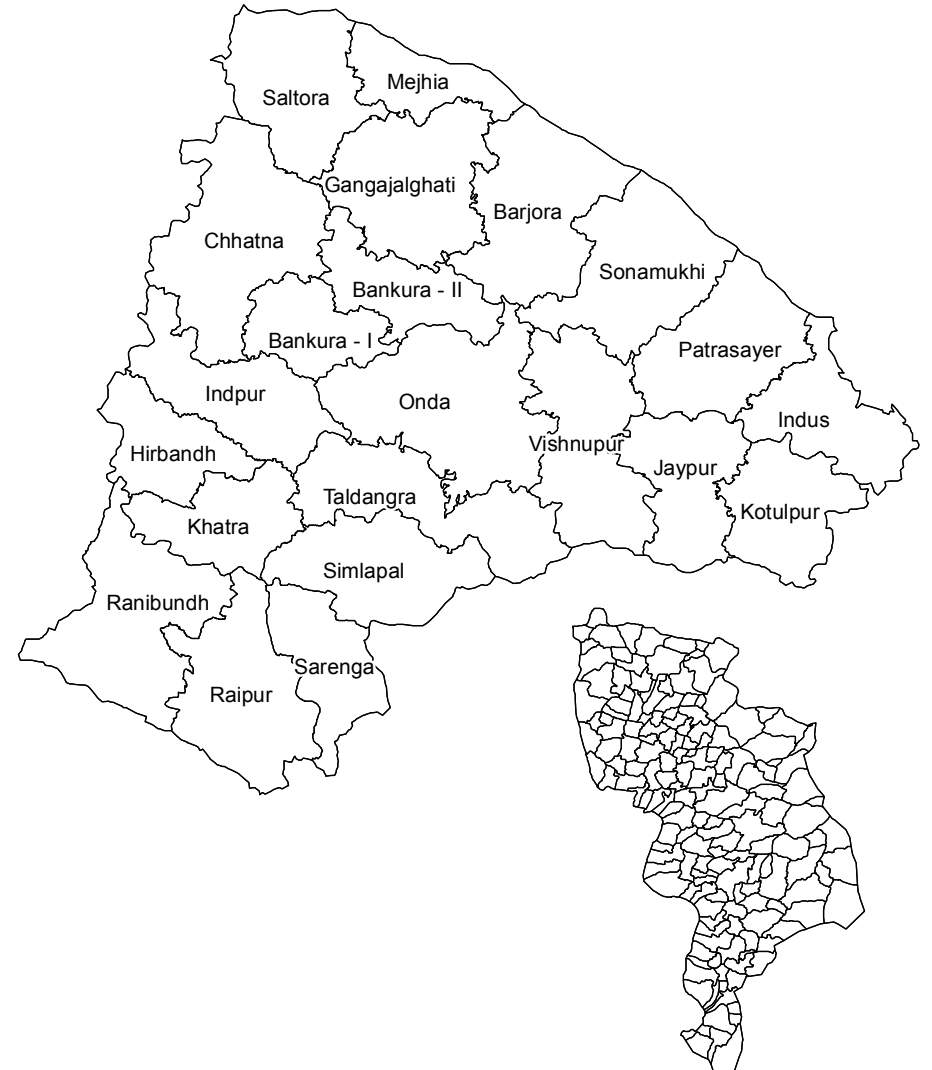 Mejhia
Saltora
Gangajalghati
Barjora
Chhatna
Sonamukhi
Bankura - II
Bankura - I
Patrasayer
Indpur
Onda
Indus
Vishnupur
Hirbandh
Jaypur
Taldangra
Kotulpur
Khatra
Simlapal
Ranibundh
Sarenga
Raipur